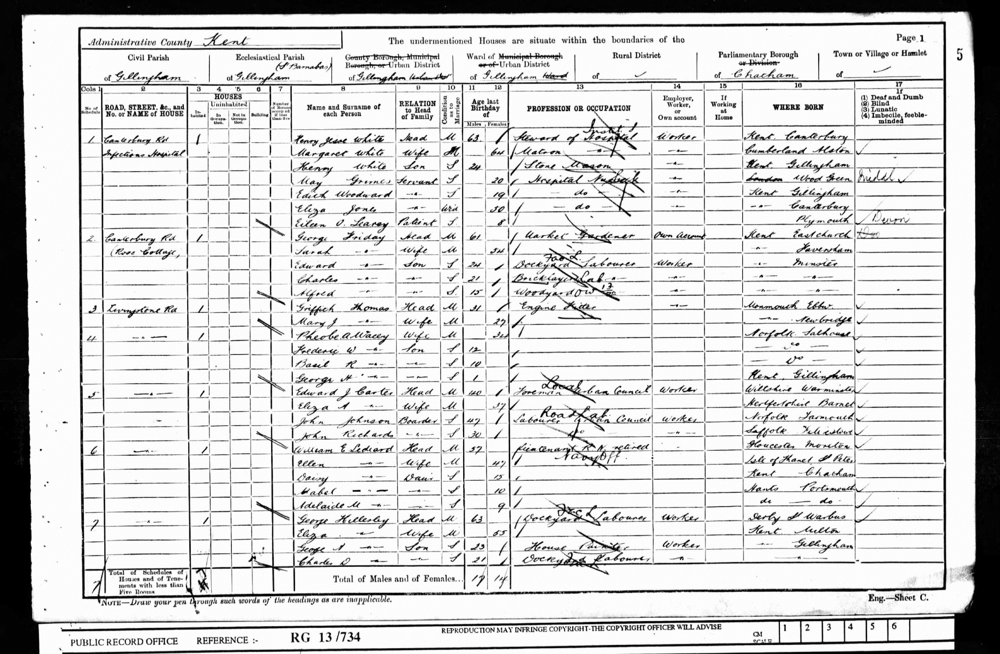 Administrative County Kent
The undermentioned Houses are situate within the boundaries of the
Page 1
5
Civil Parish
of Gillingham
Ecclesiastical Parish
(St Barnabas)
of Gillingham
County Borough, Municipal
Borough, or Urban District
of Gillingham Urban Dist
Ward of Municipal Borough
or of Urban District
of Gillingham Ward
Rural District
of ✓
Parliamentary Borough
or Division
of Chatham
Town or Village or Hamlet
of ✓
Cols 1 2 3 4 5 6 7 8 9 10 11 12 13 14 15 16 17
No of Schedule
ROAD, STREET, &c., and No. or NAME of HOUSE
HOUSES
Inhabited
Uninhabited
In Occupation.
Not in Occupation.
Building.
Number of Rooms occupied if less than five
Name and Surname of each Person
RELATION to Head of Family
Condition as to Marriage
Age last Birthday of
Males Females
PROFESSION OR OCCUPATION
Employer, Worker, or Own account
If Working at Home
WHERE BORN
If
(1) Deaf and Dumb
(2) Blind
(3) Lunatic
(4) Imbecile, feeble-minded
1 Canterbury Rd 1 Henry Jesse White Head M 63 Steward of Hospital Worker Kent Canterbury
Infectious Hospital Margaret White Wife M 64 Matron -"- -"- Cumberland Alston ✓
Henry White Son S 24 Stone Mason -"- Kent Gillingham
May Grimes Servant S 20 Hospital Nurse -"- London Wood Green Middl ✓
Edith Woodward -"- S 19 - do - -"- Kent Gillingham
Eliza Jones -"- Wid 50 - do - -"- -"- Canterbury
Eileen O. Learey Patient S 8 Plymouth ✓ Devon
2. Canterbury Rd 1 George Friday Head M 61 Market Gardener Own Account Kent Eastchurch
(Rose Cottage) Sarah -"- Wife M 54 -"- Faversham
Edward -"- Son S 24 Dockyard Labourer Worker -"- Minster
Charles -"- -"- S 21 Bricklayers Lab -"- -"- -"- -"-
Alfred -"- -"- S. 15 Woodyard -"- -"- -"-
3 Livingstone Rd 1 Griffith Thomas Head M 31 Engine Fitter -"- Monmouth Ebbw. ✓
Mary J -"- Wife M 27 -"- Newbridge ✓
4 -"- 1 Pheobe A Wacey Wife M 34 Norfolk Salhouse ✓
Frederic W -"- Son S 12 - Do - ✓
Basil R -"- -"- S 10 - Do - ✓
George H -"- -"- S 1 Kent Gillingham
Local
5 -"- 1 Edward J Carter Head M 40 Foreman Urban Council Worker Wiltshire Warminster ✓
Eliza A -"- Wife M 37 Hertfordshire Barnet ✓
Road Lab
John Johnson Boarder S 47 Labourer Urban Council Worker Norfolk Yarmouth ✓
John Richards -"- S 30 Do -"- Suffolk Felixstowe ✓
6 -"- 1 William E Lediard Head M 57 Lieutenant R.N. retired Gloucester Moreton ✓
Navy Off.
Ellen -"- Wife M 47 Isle of Thanet St Peter
Daisy -"- Daur S 15 Kent Chatham
Mabel -"- -"- S 10 Hants Portsmouth ✓
Adelaide M -"- -"- S 9 do - do ✓
7 -"- 1 George Hillersley Head M 63 Dockyard Labourer Worker Derby ✓
Eliza -"- Wife M 55 Kent Milton
George A -"- Son S 23 House Painter Worker -"- Gillingham
Charles D -"- -"- S 21 Dockyard Labourer -"- -"-
7 Total of Schedules of Houses and of Tenements with less than Five Rooms
Total of Males and of Females... 17 14
NOTE—Draw your pen through such words of the headings as are inapplicable.
Eng.—Sheet C.
REPRODUCTION MAY INFRINGE COPYRIGHT-THE COPYRIGHT OFFICER WILL ADVISE
PUBLIC RECORD OFFICE REFERENCE :- RG 13/734
CM SCALE 1 2 3 4 5 6